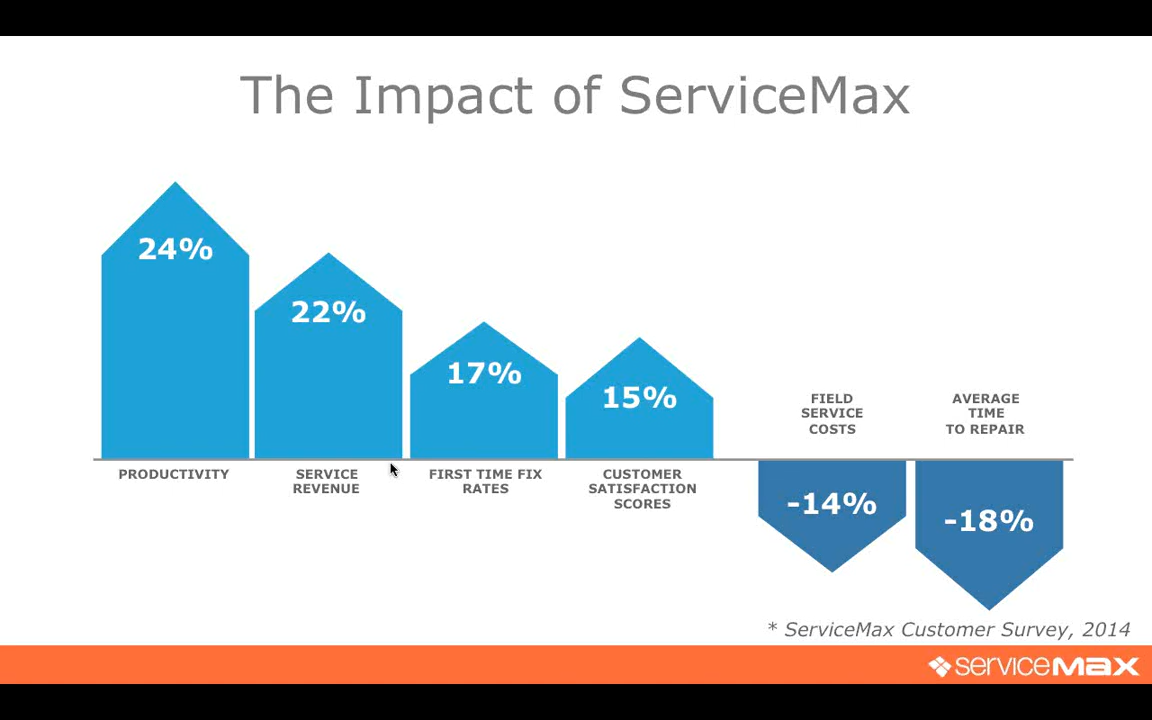 The Impact of ServiceMax
24%
22%
17%
15%
PRODUCTIVITY
SERVICE
REVENUE
FIRST TIME FIX
RATES
CUSTOMER
SATISFACTION
SCORES
FIELD
SERVICE
COSTS
AVERAGE
TIME
TO REPAIR
-14%
-18%
* ServiceMax Customer Survey, 2014
serviceMAX